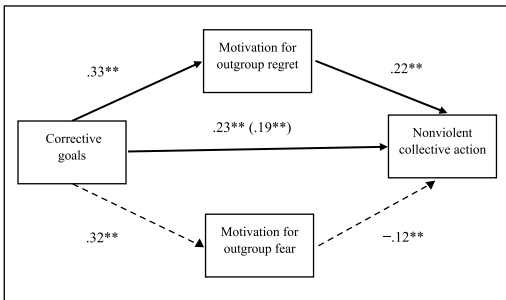 Motivation for
outgroup regret
.33**
.22**
.23** (.19**)
Corrective
goals
Nonviolent
collective action
.32**
Motivation for
outgroup fear
−.12**